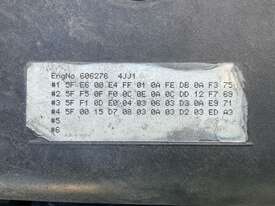 EngNo. 606276 4JJ1
#1 5F E6 00 E4 FF 01 0A FE DB 0A F3 75
#2 5F F5 0F F0 0C 0E 0A 0C DD 12 F7 69
#3 5F F1 0D E0 04 03 06 03 D3 0A E9 71
#4 5F 00 15 D7 08 03 0A 03 D2 03 ED A3
#5
#6